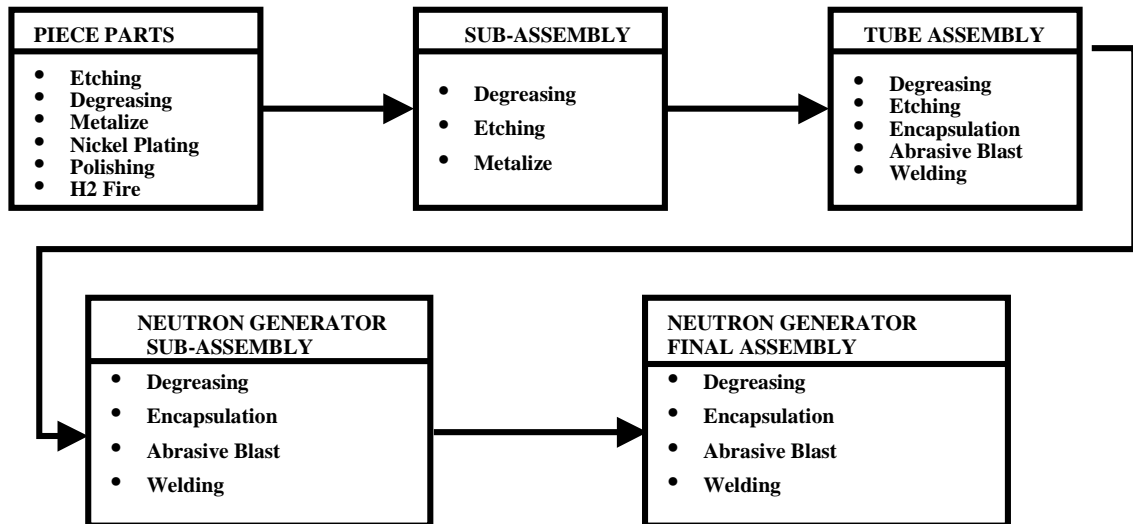 PIECE PARTS
• Etching
• Degreasing
• Metalize
• Nickel Plating
• Polishing
• H2 Fire
SUB-ASSEMBLY
• Degreasing
• Etching
• Metalize
TUBE ASSEMBLY
• Degreasing
• Etching
• Encapsulation
• Abrasive Blast
• Welding
NEUTRON GENERATOR
SUB-ASSEMBLY
• Degreasing
• Encapsulation
• Abrasive Blast
• Welding
NEUTRON GENERATOR
FINAL ASSEMBLY
• Degreasing
• Encapsulation
• Abrasive Blast
• Welding